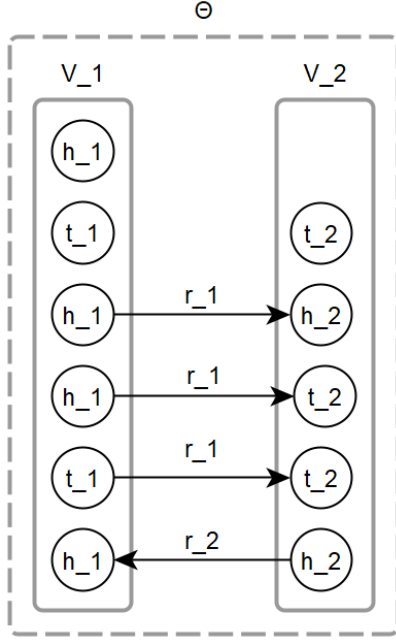 Θ
V_1 V_2
h_1
t_1 t_2
h_1 r_1 h_2
h_1 r_1 t_2
t_1 r_1 t_2
h_1 r_2 h_2